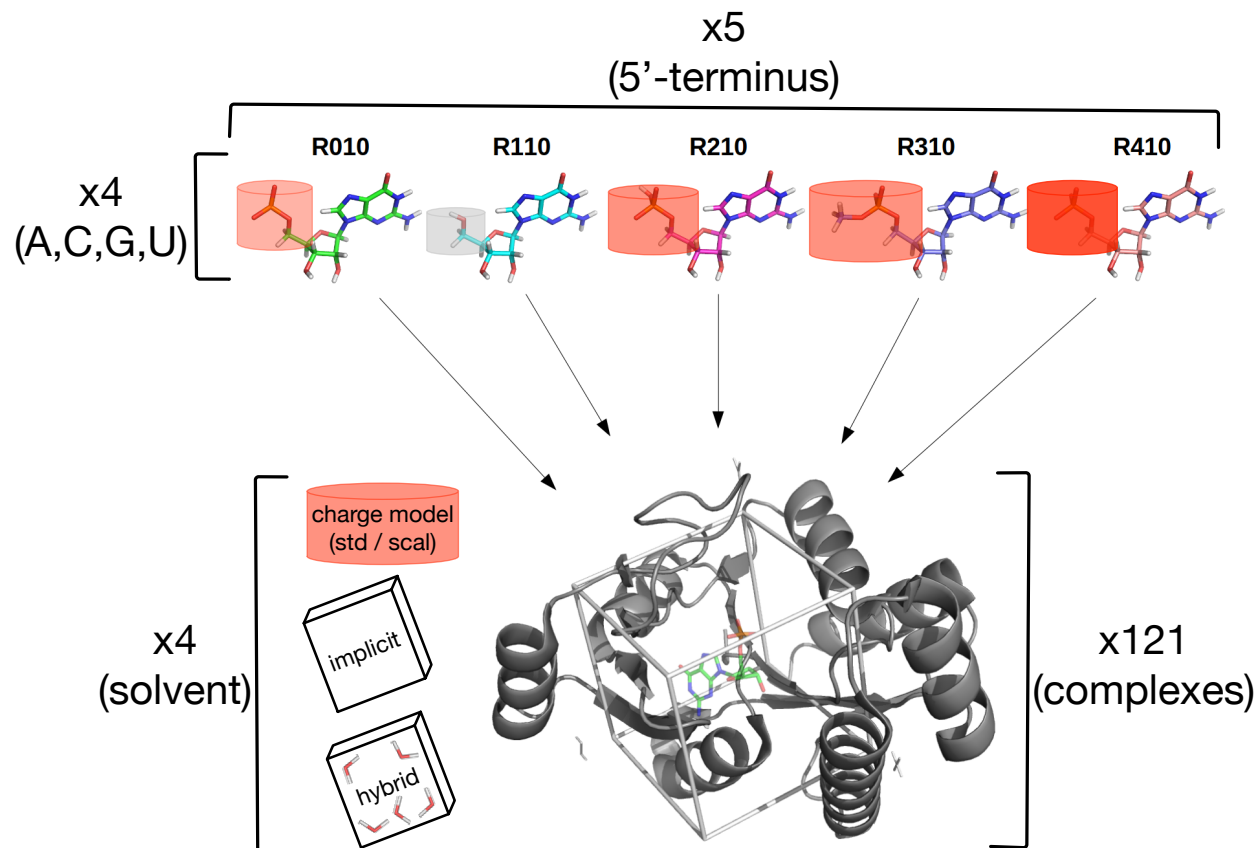 x5
(5’-terminus)
R010 R110 R210 R310 R410
x4
(A,C,G,U)
charge model
(std / scal)
implicit
hybrid
x4
(solvent)
x121
(complexes)